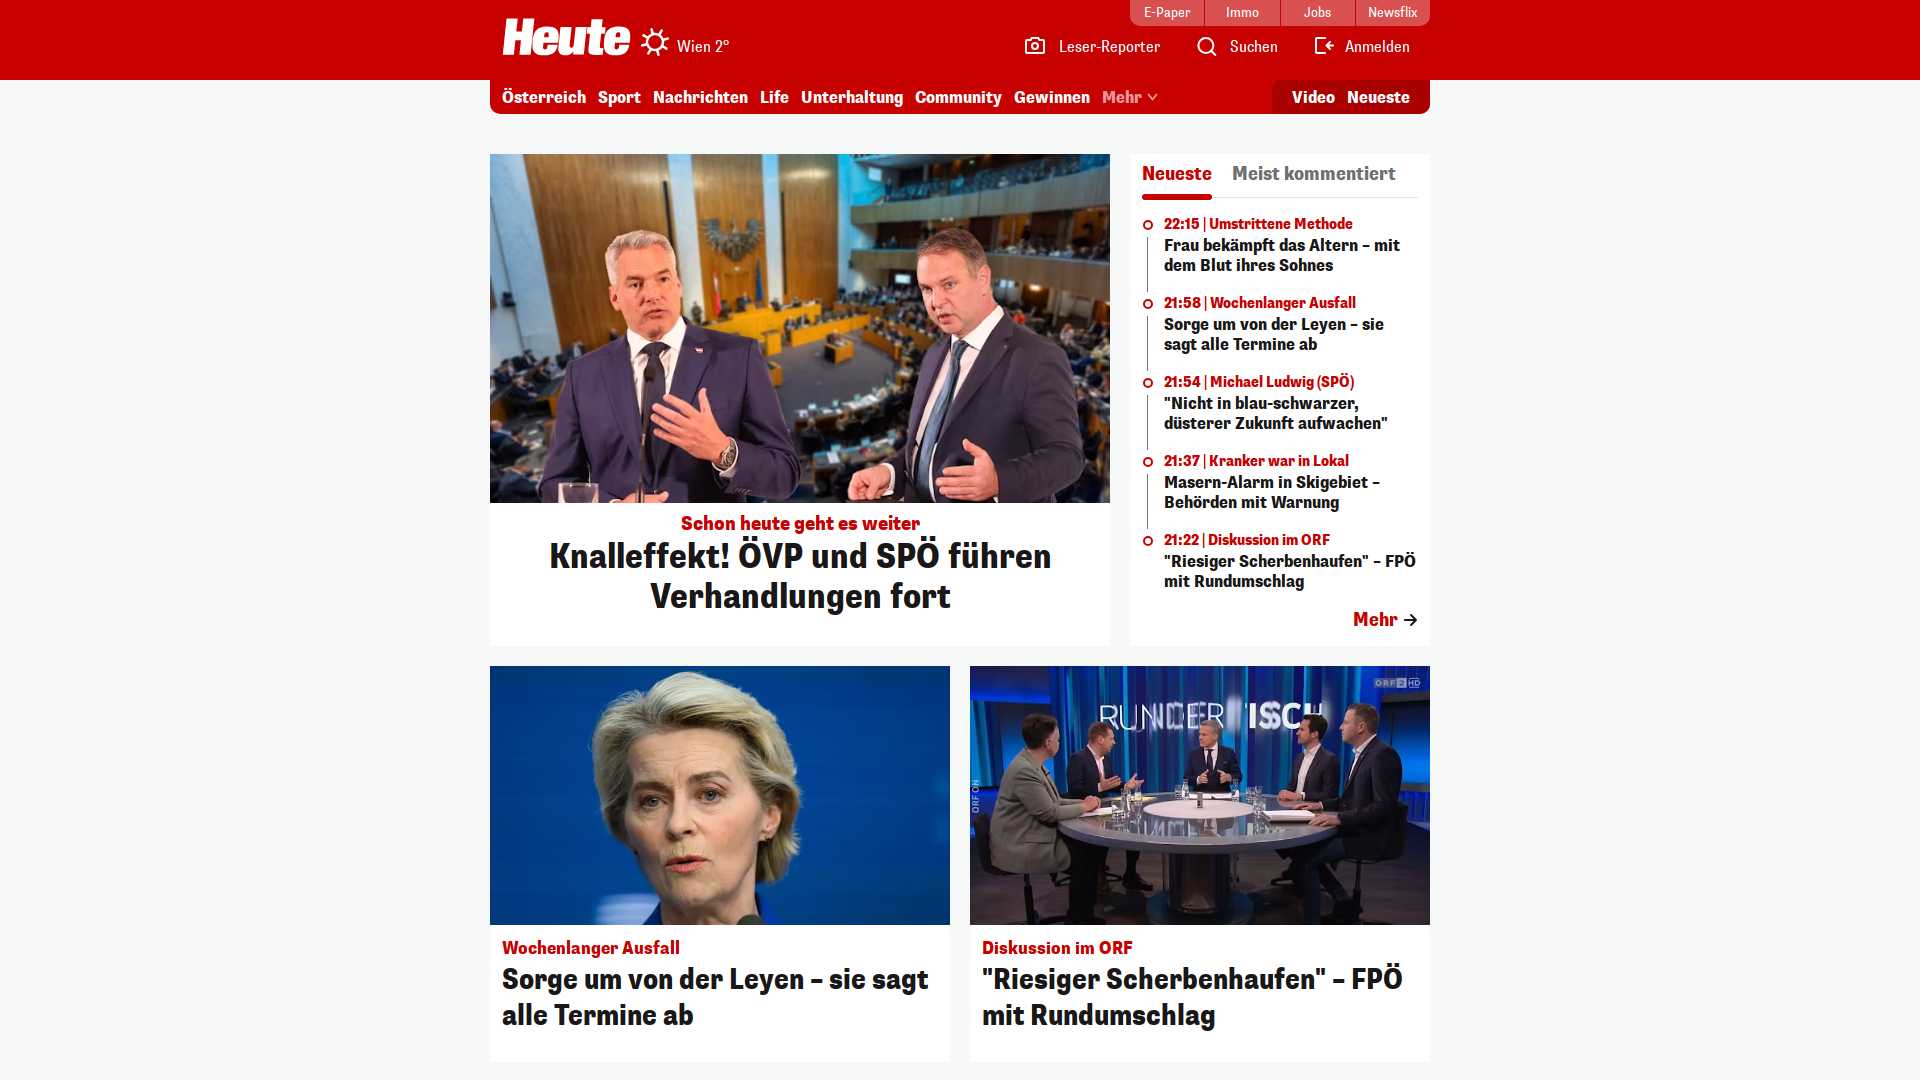 E-Paper
Immo
Jobs
Newsflix
Heute
Wien 2°
Leser-Reporter
Suchen
Anmelden
Österreich
Sport
Nachrichten
Life
Unterhaltung
Community
Gewinnen
Mehr
Video
Neueste
Schon heute geht es weiter
Knalleffekt! ÖVP und SPÖ führen
Verhandlungen fort
Neueste
Meist kommentiert
22:15 | Umstrittene Methode
Frau bekämpft das Altern – mit
dem Blut ihres Sohnes
21:58 | Wochenlanger Ausfall
Sorge um von der Leyen – sie
sagt alle Termine ab
21:54 | Michael Ludwig (SPÖ)
"Nicht in blau-schwarzer,
düsterer Zukunft aufwachen"
21:37 | Kranker war in Lokal
Masern-Alarm in Skigebiet –
Behörden mit Warnung
21:22 | Diskussion im ORF
"Riesiger Scherbenhaufen" – FPÖ
mit Rundumschlag
Mehr
Wochenlanger Ausfall
Sorge um von der Leyen – sie sagt
alle Termine ab
ORF 2 HD
RUNDER TISCH
ORF ON
Diskussion im ORF
"Riesiger Scherbenhaufen" – FPÖ
mit Rundumschlag